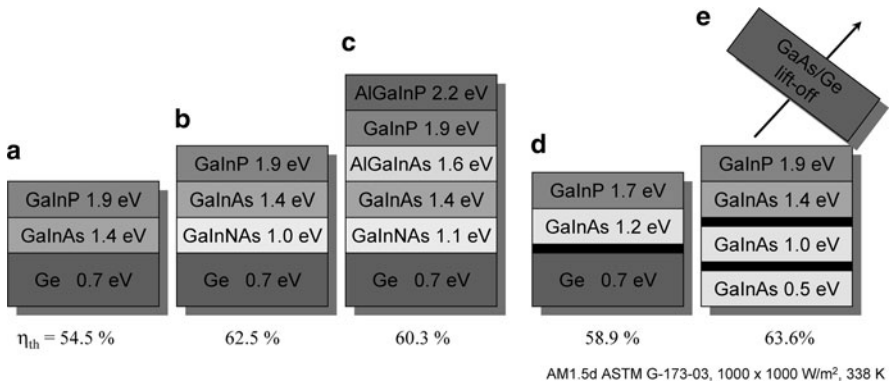 a
GaInP 1.9 eV
GaInAs 1.4 eV
Ge 0.7 eV
ηth = 54.5 %
b
GaInP 1.9 eV
GaInAs 1.4 eV
GaInNAs 1.0 eV
Ge 0.7 eV
62.5 %
c
AlGaInP 2.2 eV
GaInP 1.9 eV
AlGaInAs 1.6 eV
GaInAs 1.4 eV
GaInNAs 1.1 eV
Ge 0.7 eV
60.3 %
d
GaInP 1.7 eV
GaInAs 1.2 eV
Ge 0.7 eV
58.9 %
e
GaAs/Ge
lift-off
GaInP 1.9 eV
GaInAs 1.4 eV
GaInAs 1.0 eV
GaInAs 0.5 eV
63.6%
AM1.5d ASTM G-173-03, 1000 x 1000 W/m², 338 K